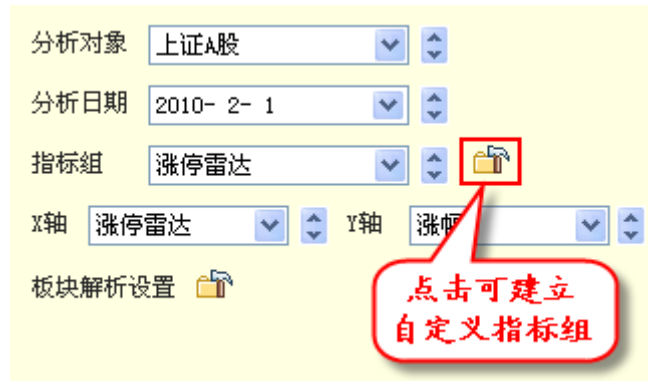 分析对象 上证A股
分析日期 2010- 2- 1
指标组 涨停雷达
X轴 涨停雷达 Y轴 涨幅
板块解析设置
点击可建立
自定义指标组